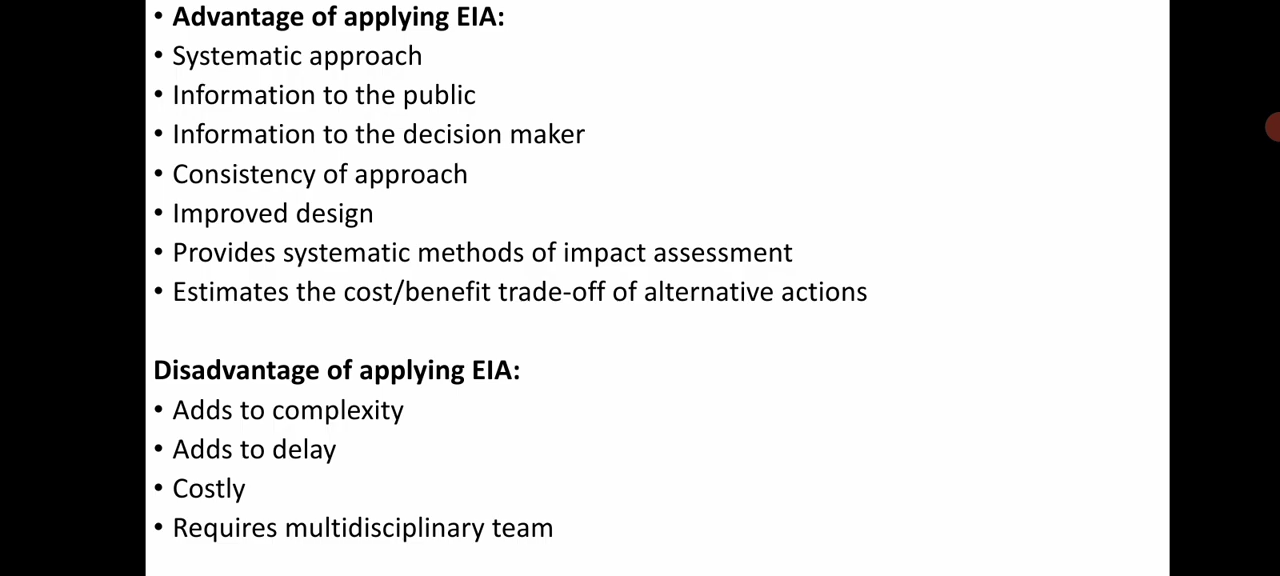 • Advantage of applying EIA:
• Systematic approach
• Information to the public
• Information to the decision maker
• Consistency of approach
• Improved design
• Provides systematic methods of impact assessment
• Estimates the cost/benefit trade-off of alternative actions
Disadvantage of applying EIA:
• Adds to complexity
• Adds to delay
• Costly
• Requires multidisciplinary team